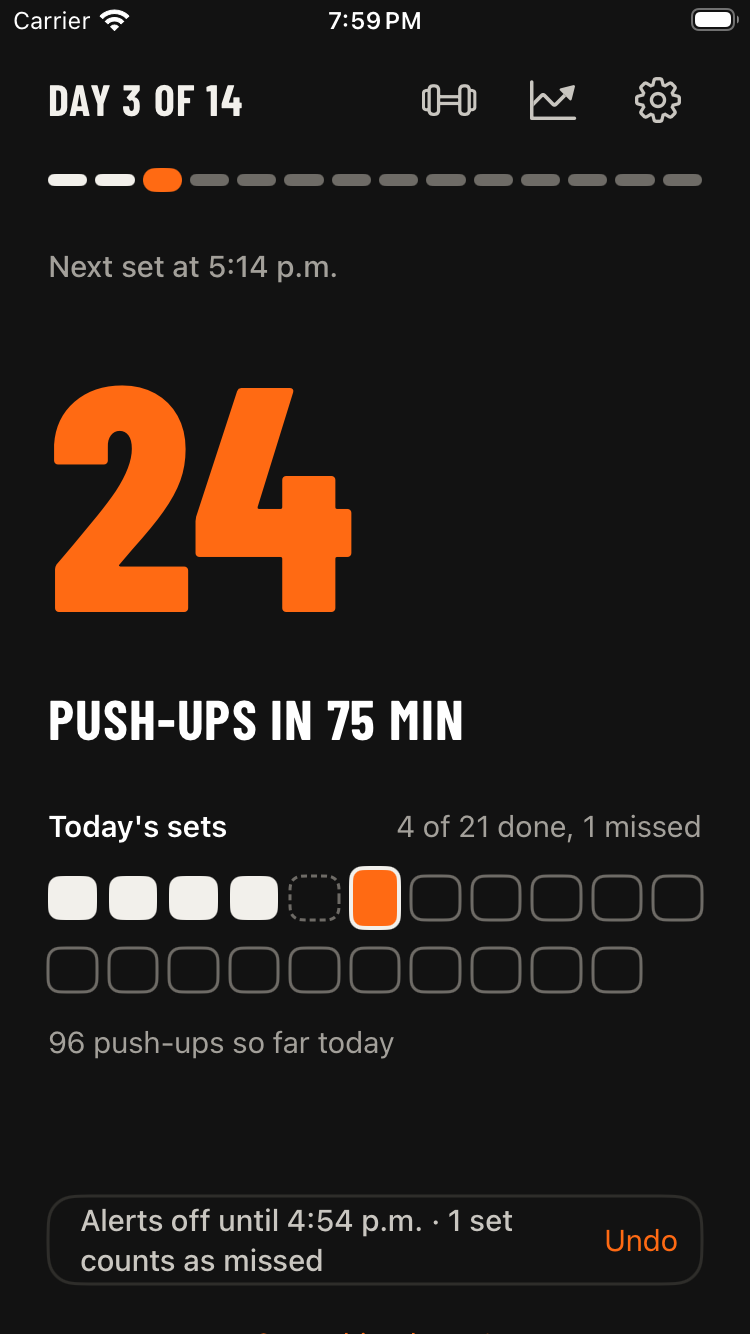 Carrier 7:59 PM
DAY 3 OF 14
Next set at 5:14 p.m.
24
PUSH-UPS IN 75 MIN
Today's sets 4 of 21 done, 1 missed
96 push-ups so far today
Alerts off until 4:54 p.m. · 1 set
counts as missed
Undo